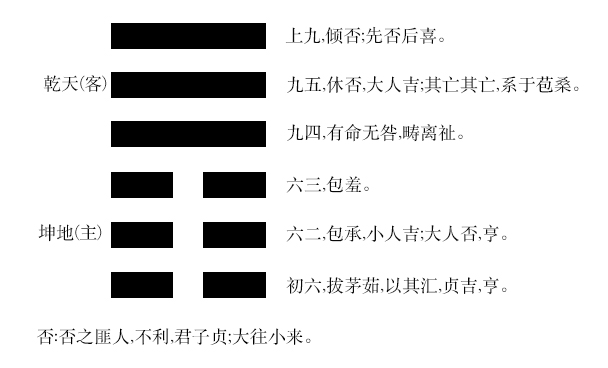 上九,倾否;先否后喜。
乾天(客) 九五,休否,大人吉;其亡其亡,系于苞桑。
九四,有命无咎,畴离祉。
六三,包羞。
坤地(主) 六二,包承,小人吉;大人否,亨。
初六,拔茅茹,以其汇,贞吉,亨。
否:否之匪人,不利,君子贞;大往小来。